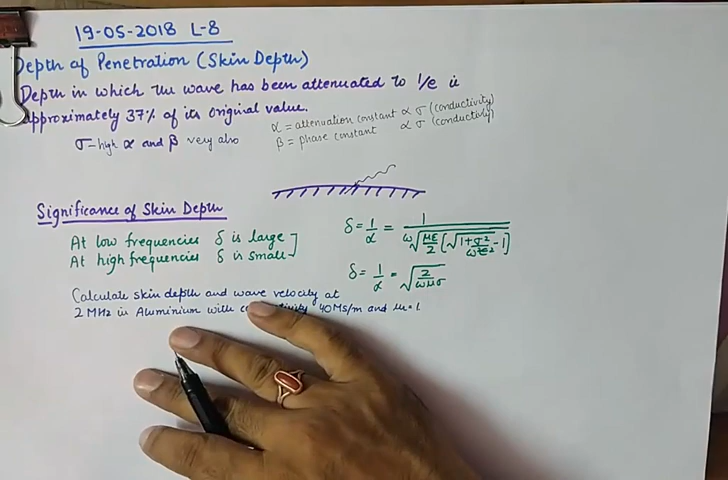 19-05-2018 L-8
Depth of Penetration (Skin Depth)
Depth in which the wave has been attenuated to 1/e is
approximately 37% of its original value.
σ-high α and β very also
α = attenuation constant ∝ σ (conductivity)
β = phase constant ∝ σ (conductivity)
Significance of Skin Depth
At low frequencies δ is large
At high frequencies δ is small
δ = 1/α = 1/(ω√(με/2 [√(1+σ²/ω²ε²) -1]))
δ = 1/α = √(2/ωμσ)
Calculate skin depth and wave velocity at
2 MHz in Aluminium with 40 Ms/m and μr = 1